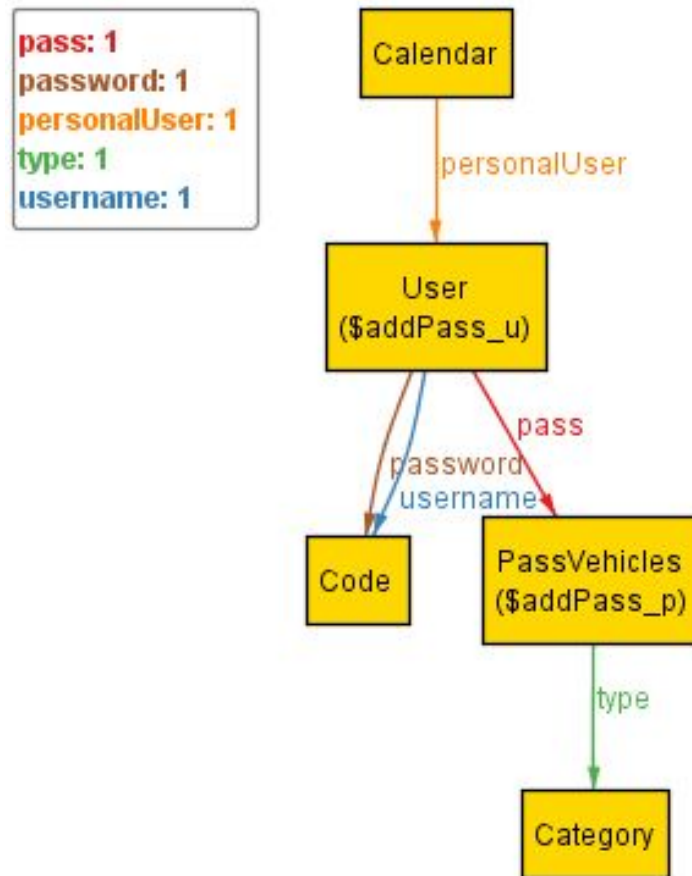 pass: 1
password: 1
personalUser: 1
type: 1
username: 1
Calendar
personalUser
User
($addPass_u)
pass
password
username
Code
PassVehicles
($addPass_p)
type
Category